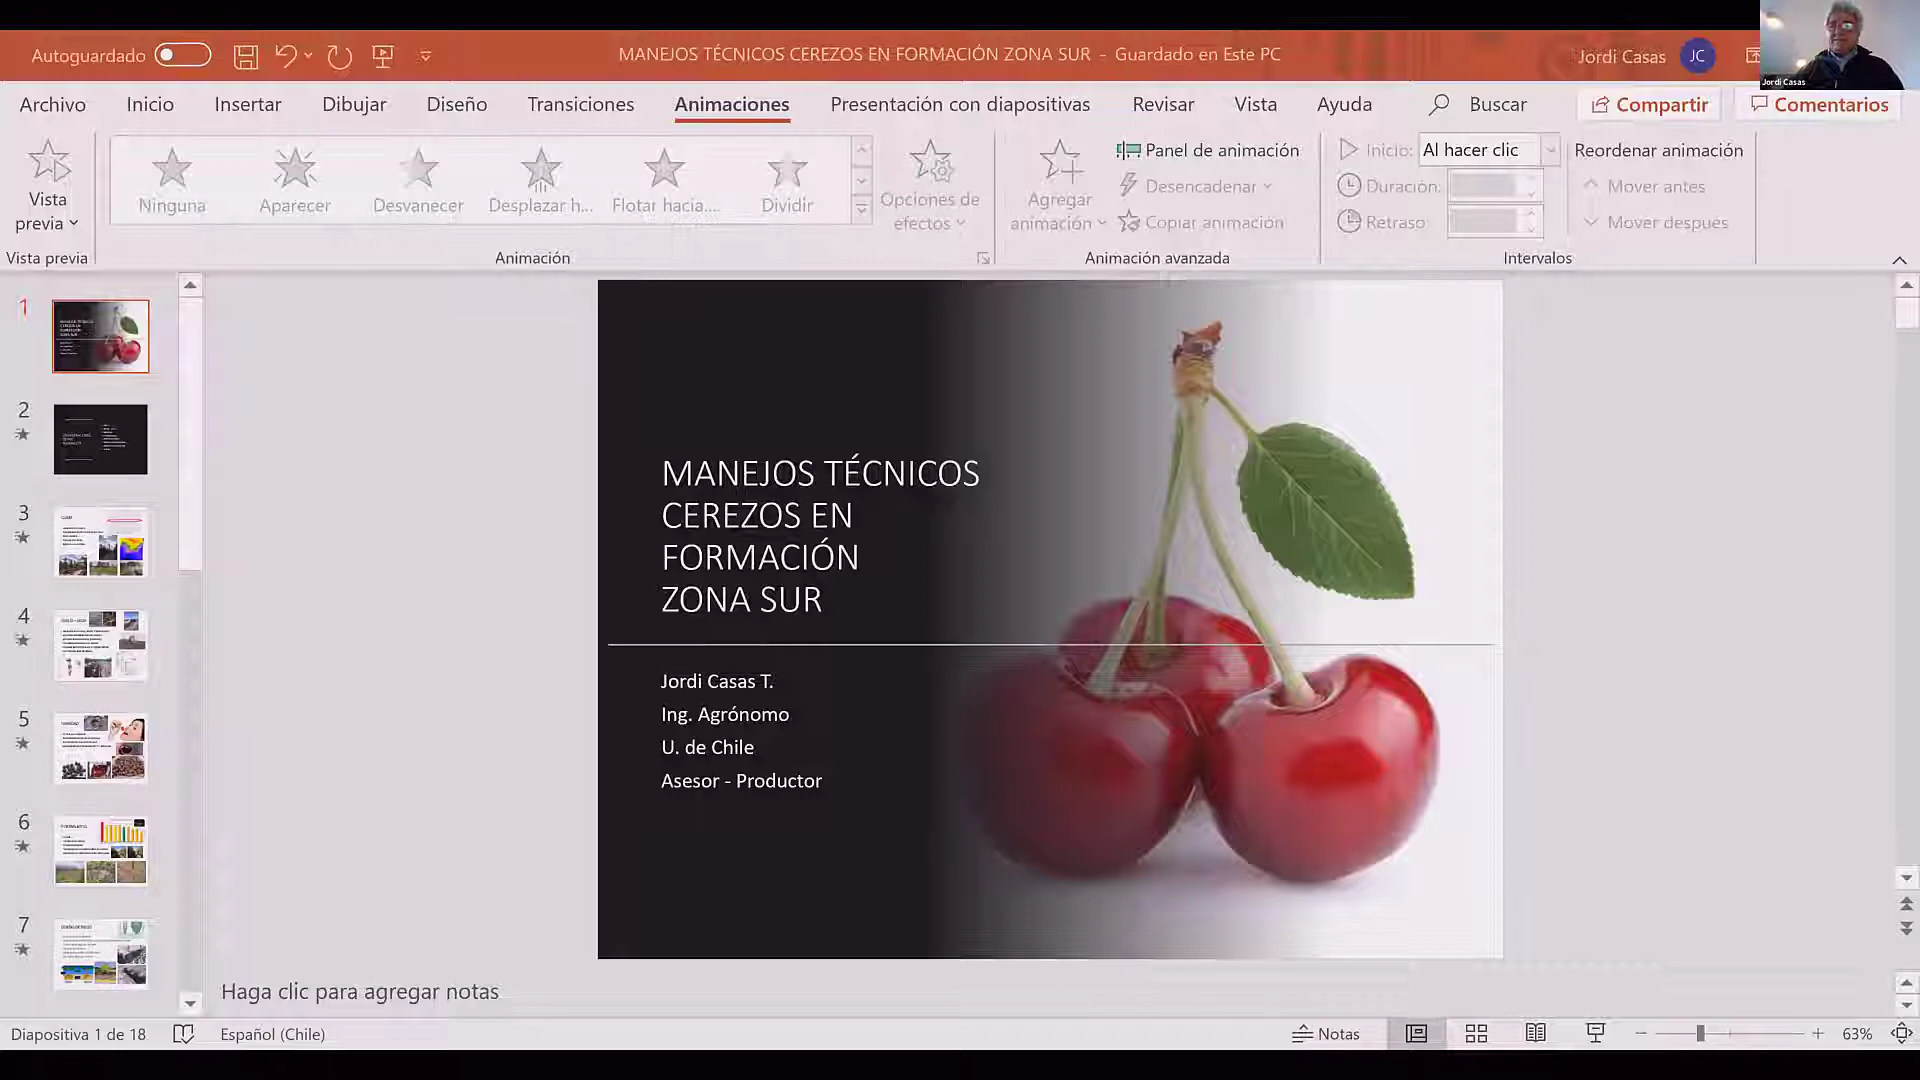 Autoguardado
MANEJOS TÉCNICOS CEREZOS EN FORMACIÓN ZONA SUR - Guardado en Este PC
Jordi Casas JC
Jordi Casas
Archivo Inicio Insertar Dibujar Diseño Transiciones Animaciones Presentación con diapositivas Revisar Vista Ayuda Buscar Compartir Comentarios
Vista
previa
Vista previa
Ninguna Aparecer Desvanecer Desplazar h... Flotar hacia.... Dividir
Animación
Opciones de
efectos
Agregar
animación
Panel de animación
Desencadenar
Copiar animación
Animación avanzada
Inicio: Al hacer clic
Duración:
Retraso:
Reordenar animación
Mover antes
Mover después
Intervalos
1
2
3
4
5
6
7
MANEJOS TÉCNICOS
CEREZOS EN
FORMACIÓN
ZONA SUR
Jordi Casas T.
Ing. Agrónomo
U. de Chile
Asesor - Productor
Haga clic para agregar notas
Diapositiva 1 de 18 Español (Chile) Notas 63%